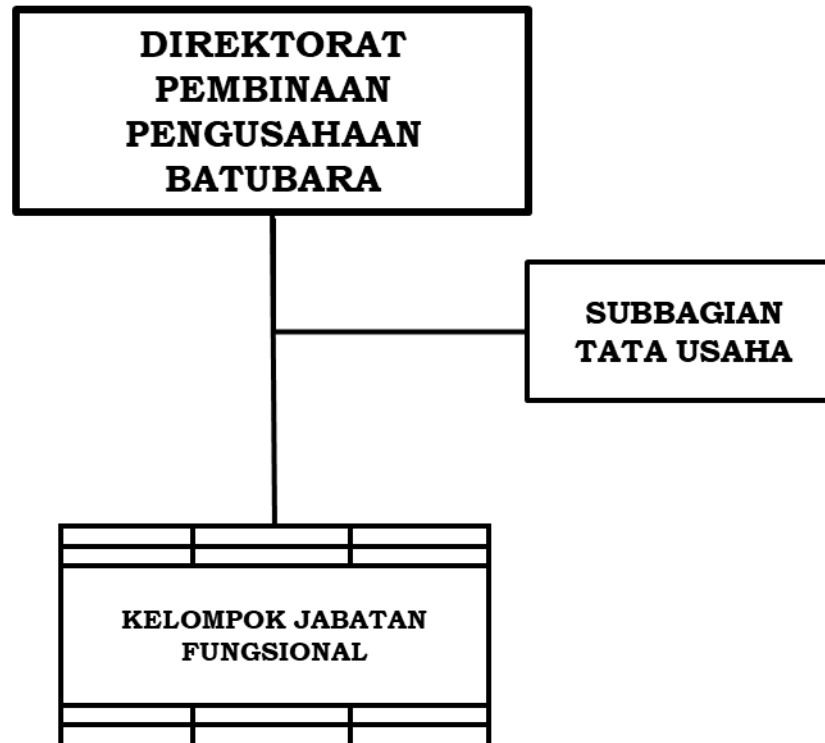 DIREKTORAT
PEMBINAAN
PENGUSAHAAN
BATUBARA
SUBBAGIAN
TATA USAHA
KELOMPOK JABATAN
FUNGSIONAL